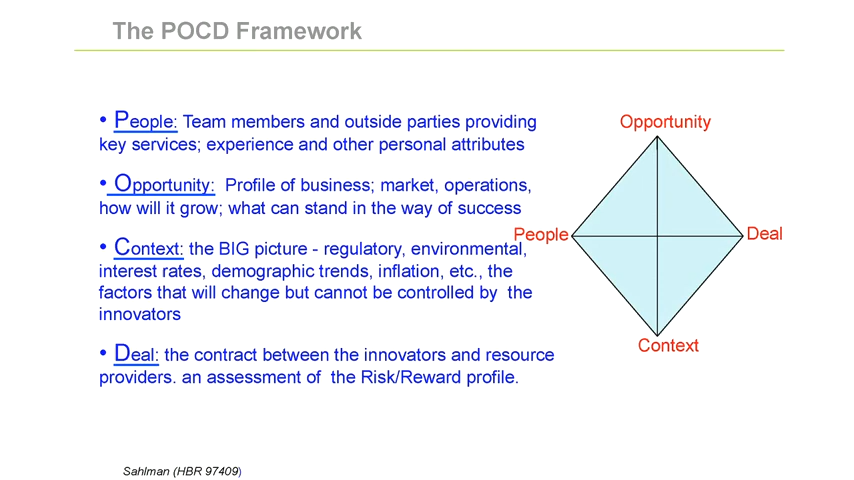 The POCD Framework
• People: Team members and outside parties providing
key services; experience and other personal attributes
• Opportunity: Profile of business; market, operations,
how will it grow; what can stand in the way of success
• Context: the BIG picture - regulatory, environmental,
interest rates, demographic trends, inflation, etc., the
factors that will change but cannot be controlled by the
innovators
• Deal: the contract between the innovators and resource
providers. an assessment of the Risk/Reward profile.
Opportunity
People
Deal
Context
Sahlman (HBR 97409)